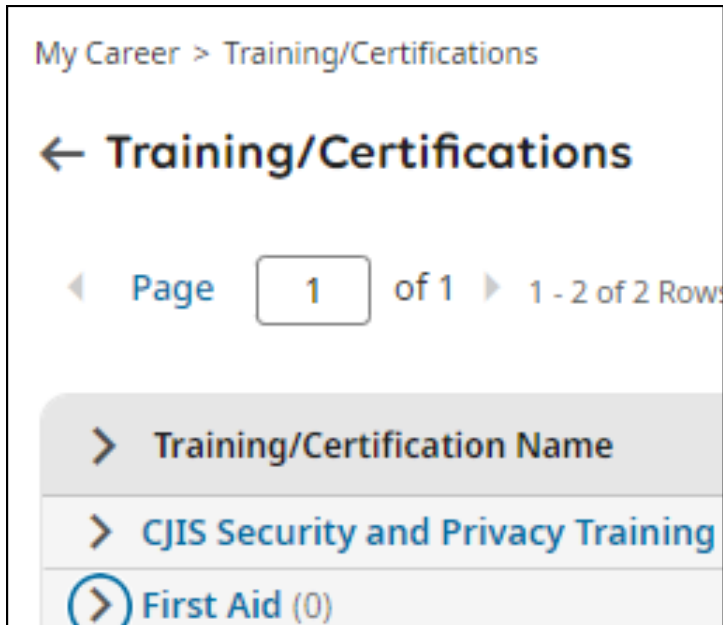 My Career > Training/Certifications
← Training/Certifications
Page 1 of 1 1 - 2 of 2 Rows
Training/Certification Name
CJIS Security and Privacy Training
First Aid (0)